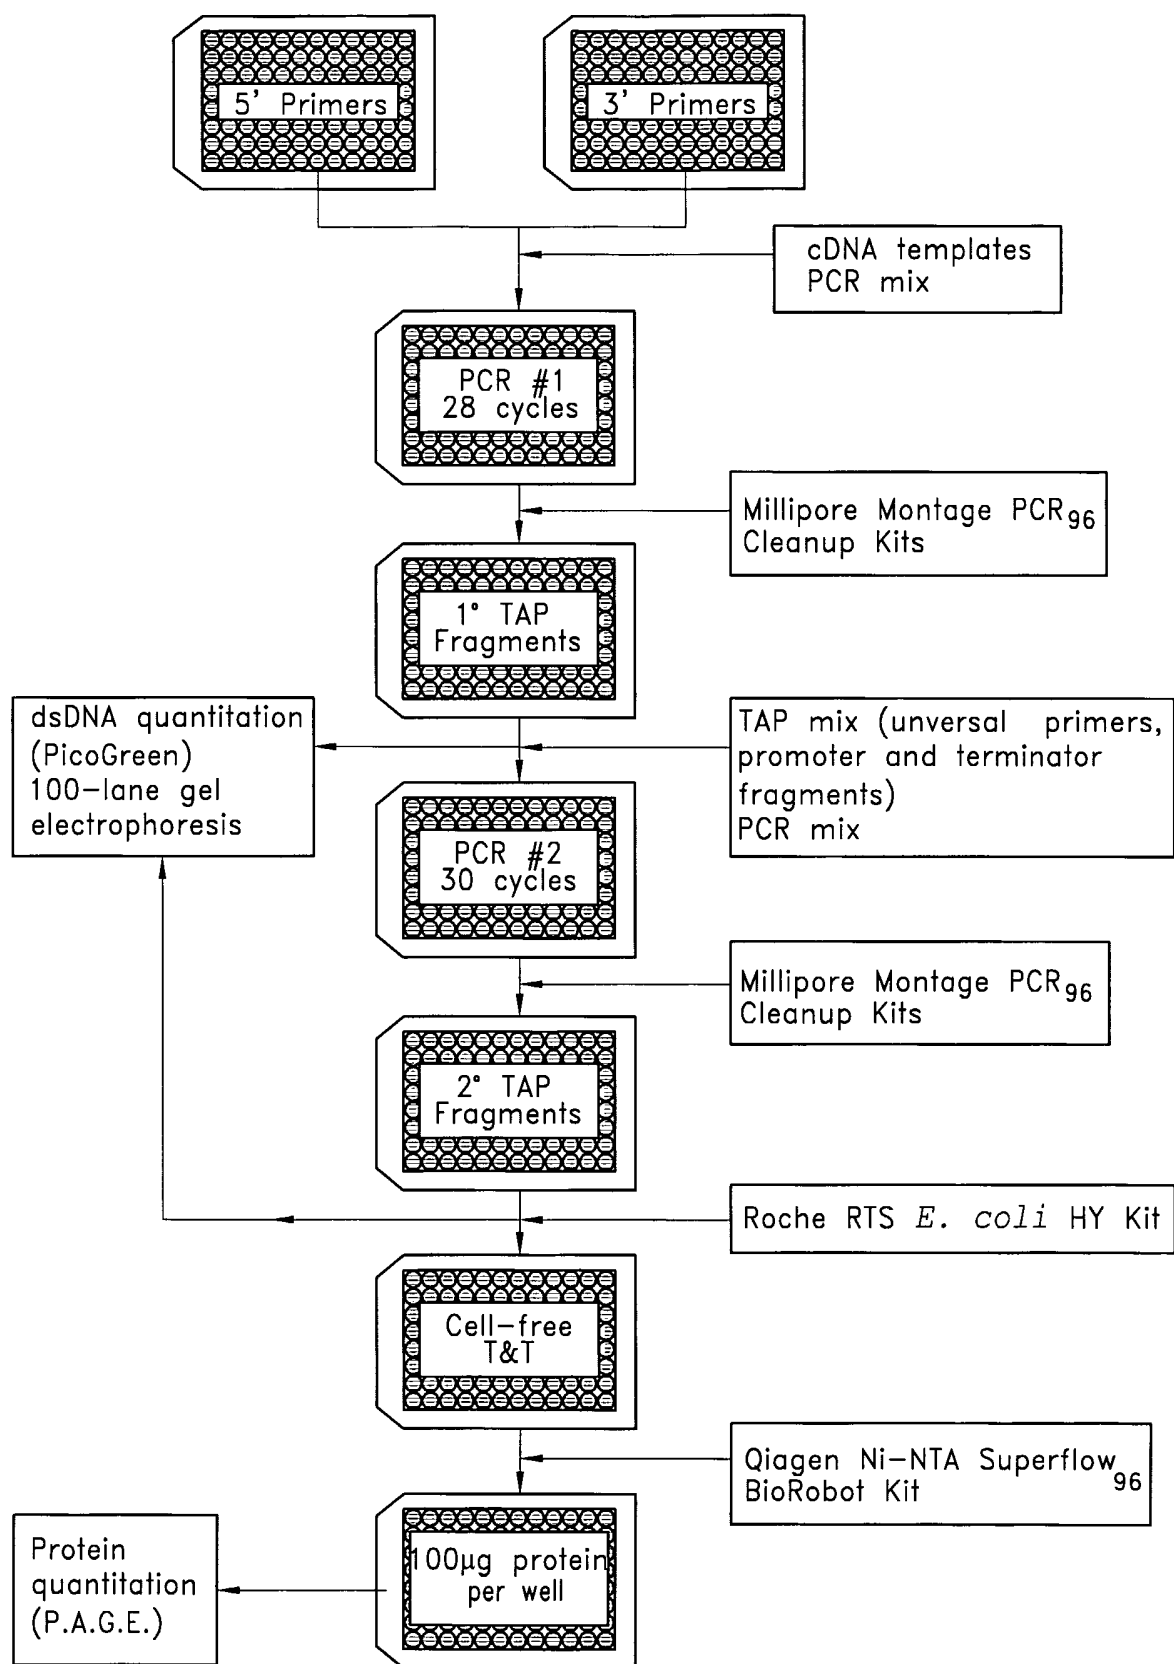 5' Primers
3' Primers
cDNA templates
PCR mix
PCR #1
28 cycles
Millipore Montage PCR96
Cleanup Kits
1° TAP
Fragments
dsDNA quantitation
(PicoGreen)
100-lane gel
electrophoresis
TAP mix (unversal primers,
promoter and terminator
fragments)
PCR mix
PCR #2
30 cycles
Millipore Montage PCR96
Cleanup Kits
2° TAP
Fragments
Roche RTS E. coli HY Kit
Cell-free
T&T
Qiagen Ni-NTA Superflow96
BioRobot Kit
100µg protein
per well
Protein
quantitation
(P.A.G.E.)